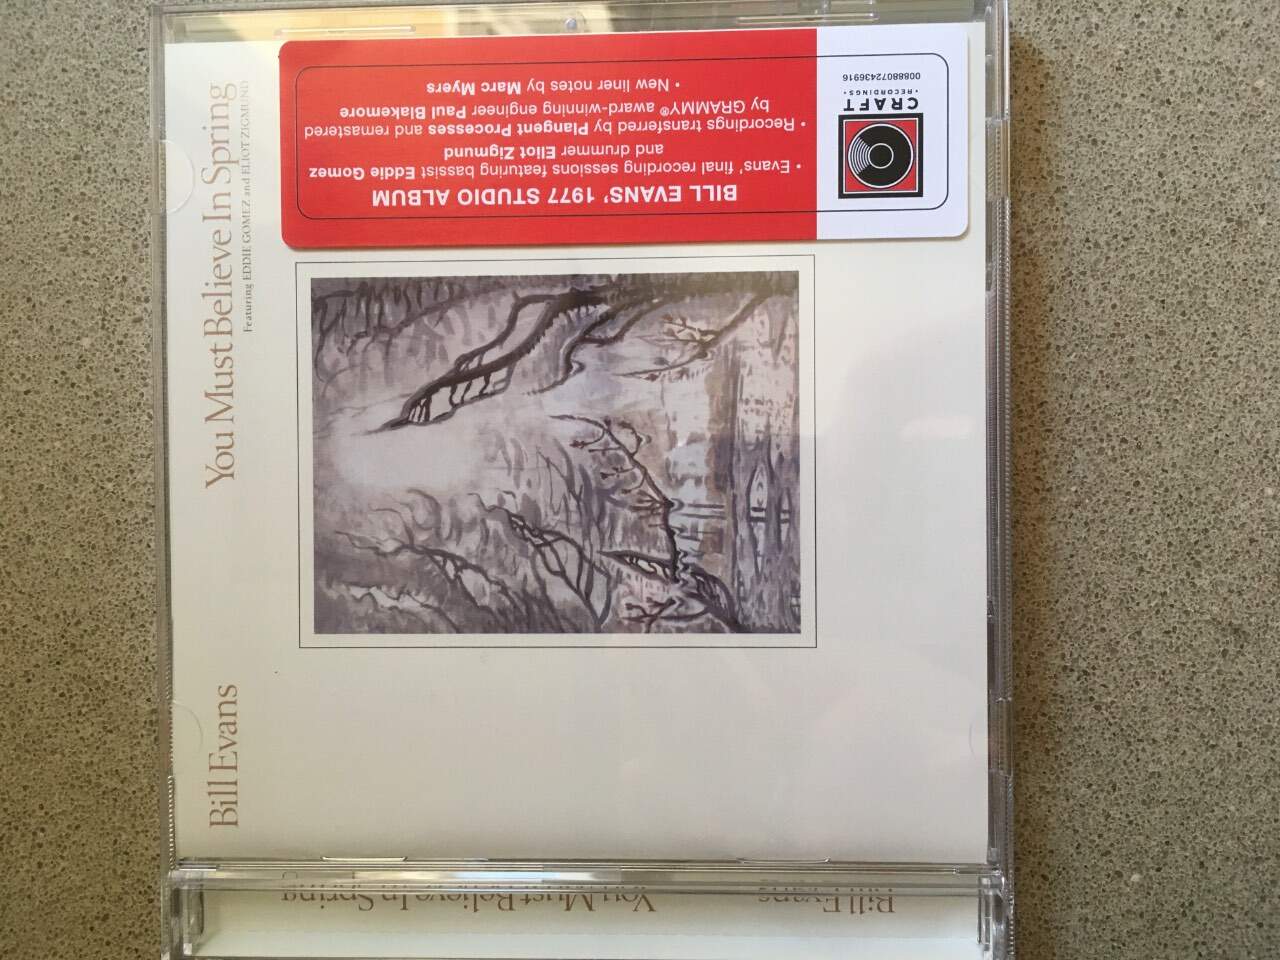 Bill Evans
You Must Believe In Spring
Featuring EDDIE GOMEZ and ELIOT ZIGMUND
BILL EVANS' 1977 STUDIO ALBUM
• Evans' final recording sessions featuring bassist Eddie Gomez
and drummer Eliot Zigmund
• Recordings transferred by Plangent Processes and remastered
by GRAMMY® award-winning engineer Paul Blakemore
• New liner notes by Marc Myers
CRAFT
• RECORDINGS •
00888072436916
Bill Evans
You Must Believe In Spring